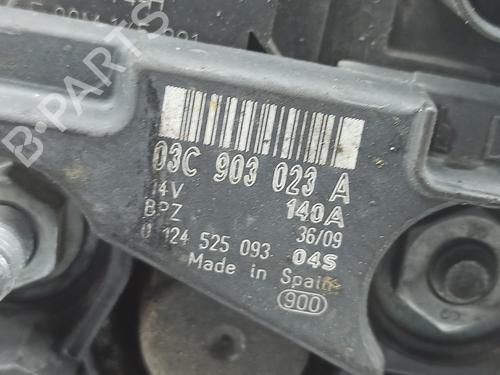 03C 903 023 A
14V 140A
BPZ 36/09
0 124 525 093 04S
Made in Spain
900
B-PARTS